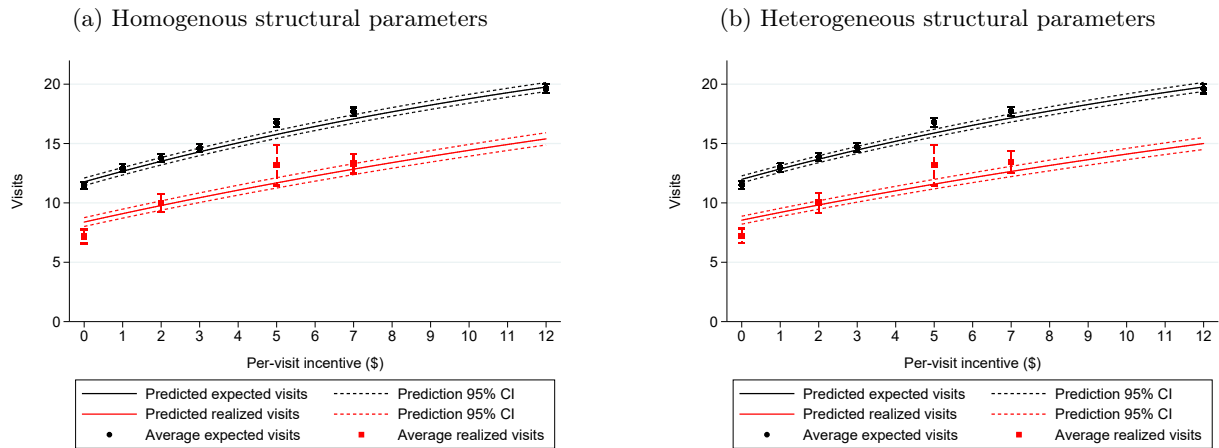 (a) Homogenous structural parameters
20
15
10
5
0
Visits
0 1 2 3 4 5 6 7 8 9 10 11 12
Per-visit incentive ($)
Predicted expected visits
Prediction 95% CI
Predicted realized visits
Prediction 95% CI
Average expected visits
Average realized visits
(b) Heterogeneous structural parameters
20
15
10
5
0
Visits
0 1 2 3 4 5 6 7 8 9 10 11 12
Per-visit incentive ($)
Predicted expected visits
Prediction 95% CI
Predicted realized visits
Prediction 95% CI
Average expected visits
Average realized visits